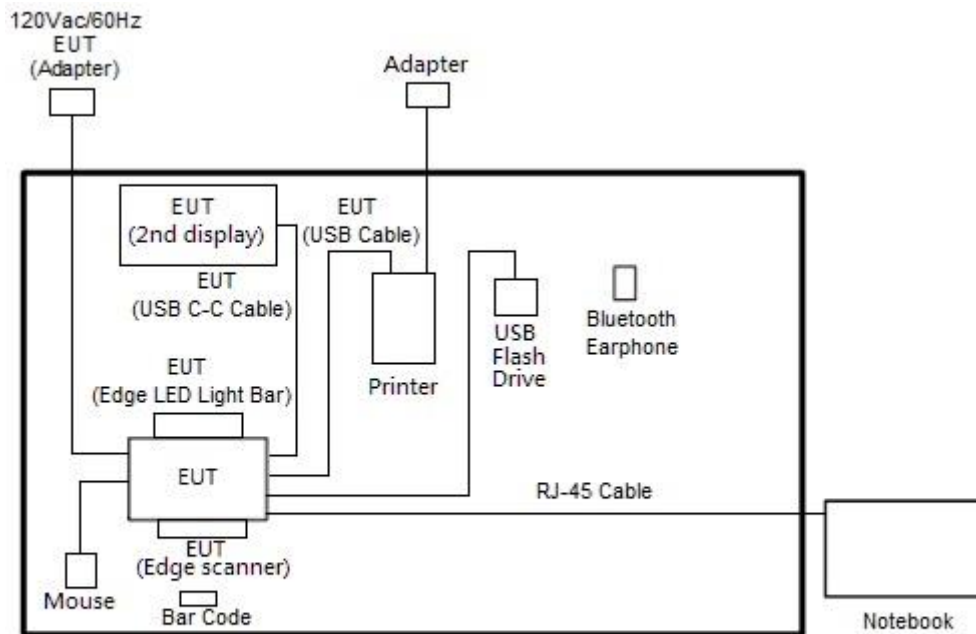 120Vac/60Hz
EUT
(Adapter)
Adapter
EUT
(2nd display)
EUT
(USB Cable)
EUT
(USB C-C Cable)
Printer
USB
Flash
Drive
Bluetooth
Earphone
EUT
(Edge LED Light Bar)
EUT
RJ-45 Cable
EUT
(Edge scanner)
Mouse
Bar Code
Notebook